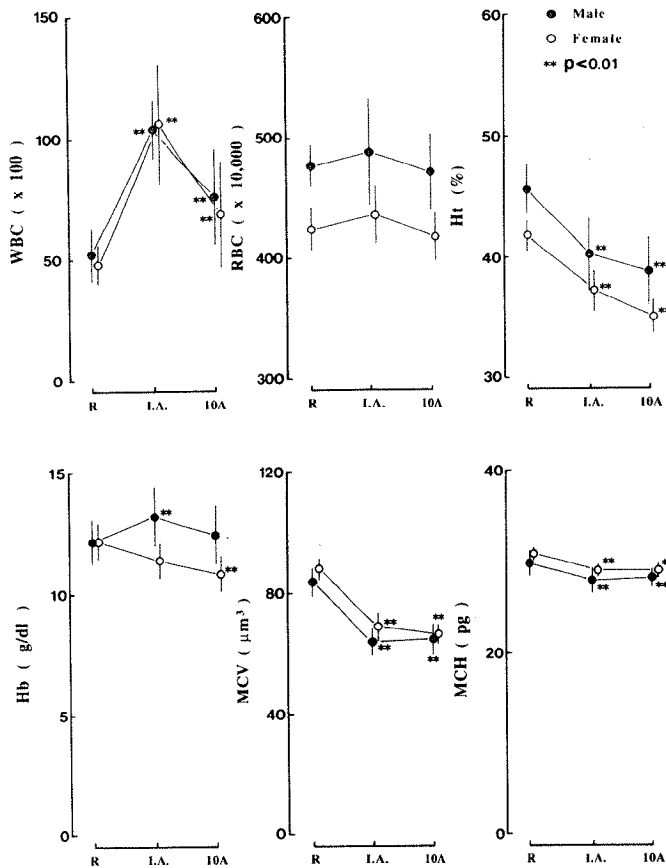 150
100
50
0
WBC ( x 100 )
**
**
**
**
R I.A. 10A
500
400
300
RBC ( x 10,000 )
R I.A. 10A
60
50
40
30
Ht ( % )
● Male
○ Female
** p<0.01
**
**
**
**
R I.A. 10A
15
10
5
0
Hb ( g/dl )
**
**
R I.A. 10A
120
80
40
0
MCV ( μm³ )
**
**
**
**
R I.A. 10A
40
20
0
MCH ( pg )
**
**
**
R I.A. 10A